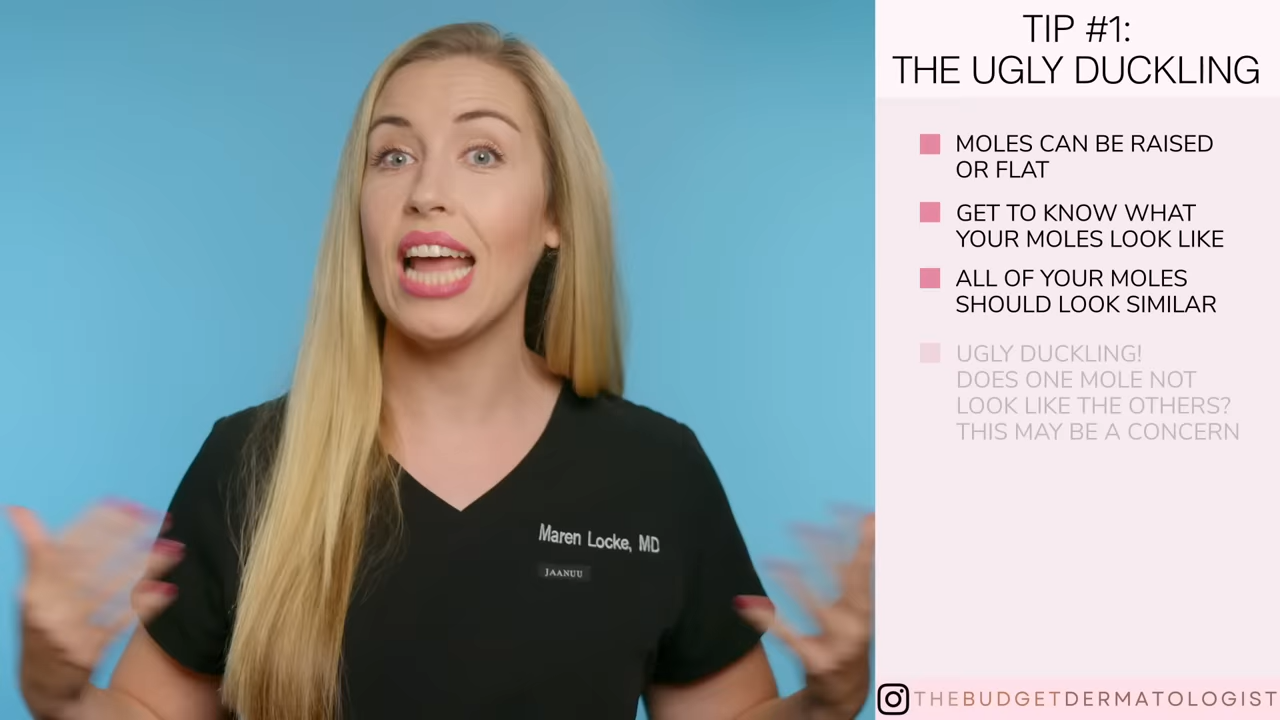 TIP #1:
THE UGLY DUCKLING
MOLES CAN BE RAISED
OR FLAT
GET TO KNOW WHAT
YOUR MOLES LOOK LIKE
ALL OF YOUR MOLES
SHOULD LOOK SIMILAR
UGLY DUCKLING!
DOES ONE MOLE NOT
LOOK LIKE THE OTHERS?
THIS MAY BE A CONCERN
Maren Locke, MD
JAANUU
THEBUDGETDERMATOLOGIST